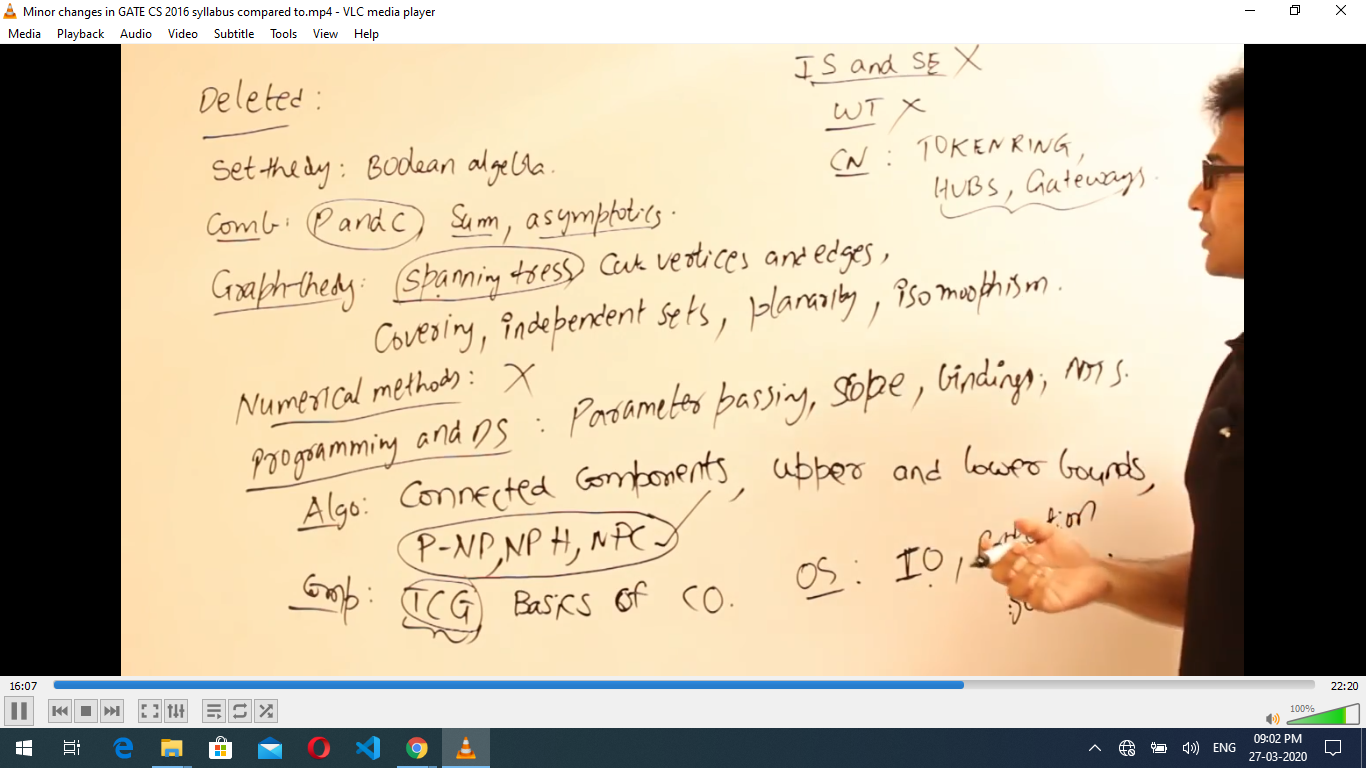 Minor changes in GATE CS 2016 syllabus compared to.mp4 - VLC media player
Media Playback Audio Video Subtitle Tools View Help
Deleted:
Set-theory: Boolean algebra.
Comb: P and C, Sum, asymptotics.
Graph-theory: Spanning tress Cut vertices and edges,
Covering, independent sets, planarity, isomorphism.
Numerical methods: X
Programming and DS: Parameter passing, scope, bindings,
Algo: Connected Components, upper and lower bounds,
P-NP, NPH, NPC
Comp: ICG Basics of CO.
IS and SE X
WT X
CN: TOKEN RING,
HUBS, Gateways.
OS: IO,
16:07
22:20
100%
ENG
09:02 PM
27-03-2020